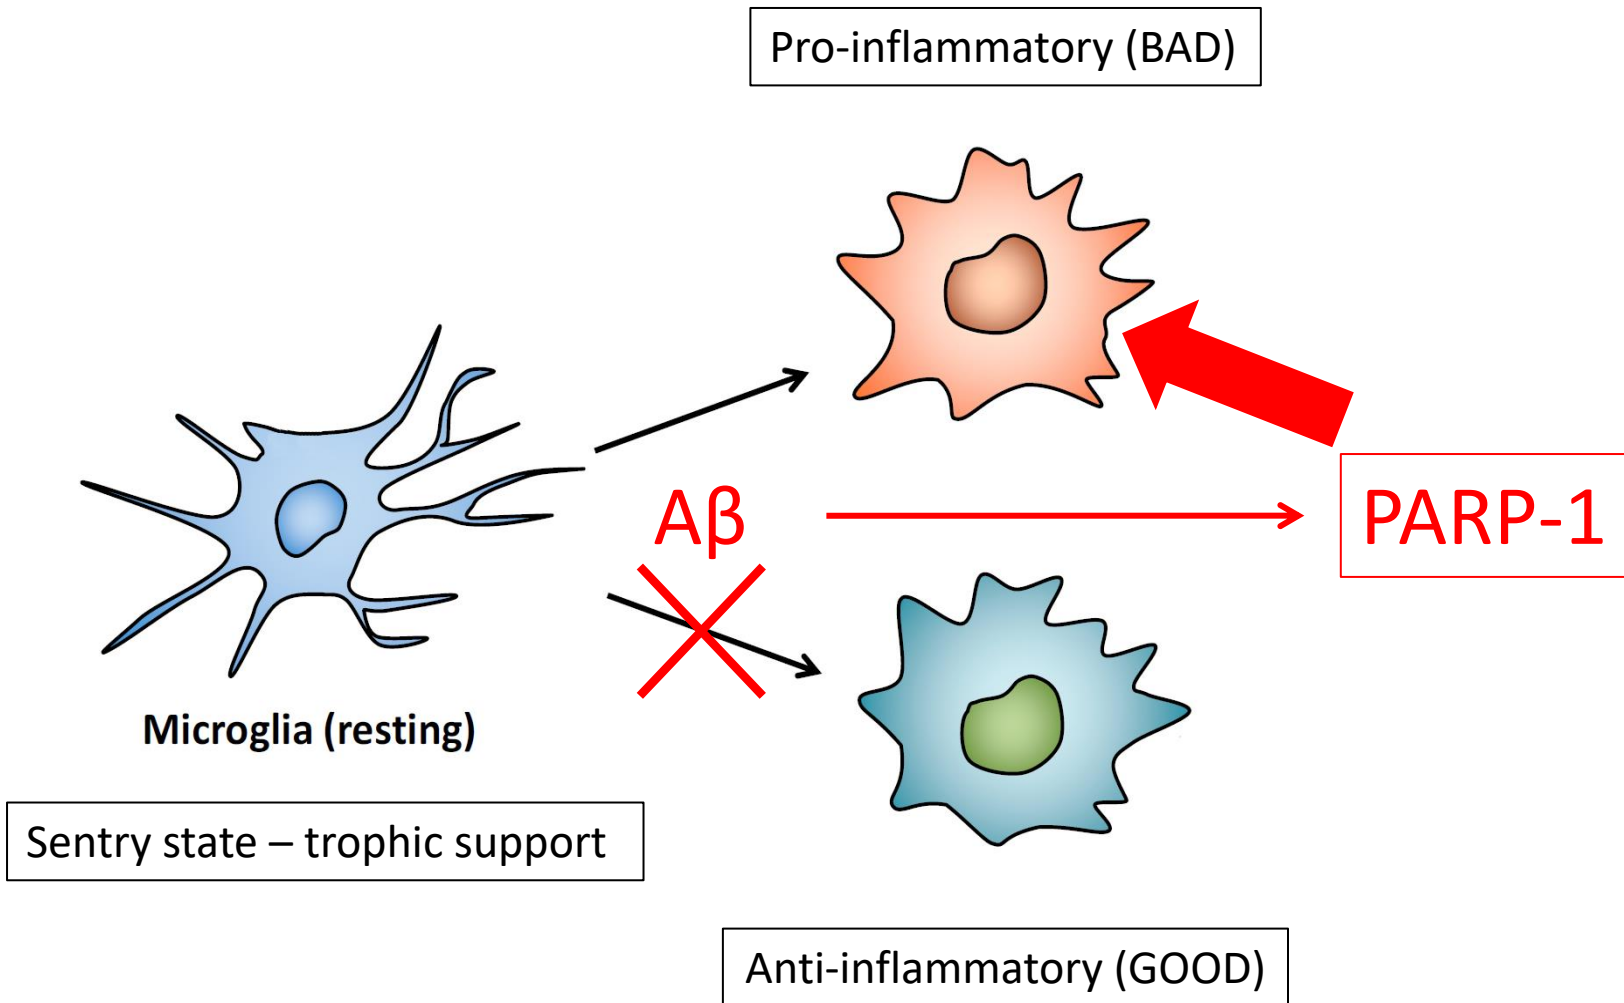 Pro-inflammatory (BAD)
Aβ
PARP-1
Microglia (resting)
Sentry state – trophic support
Anti-inflammatory (GOOD)